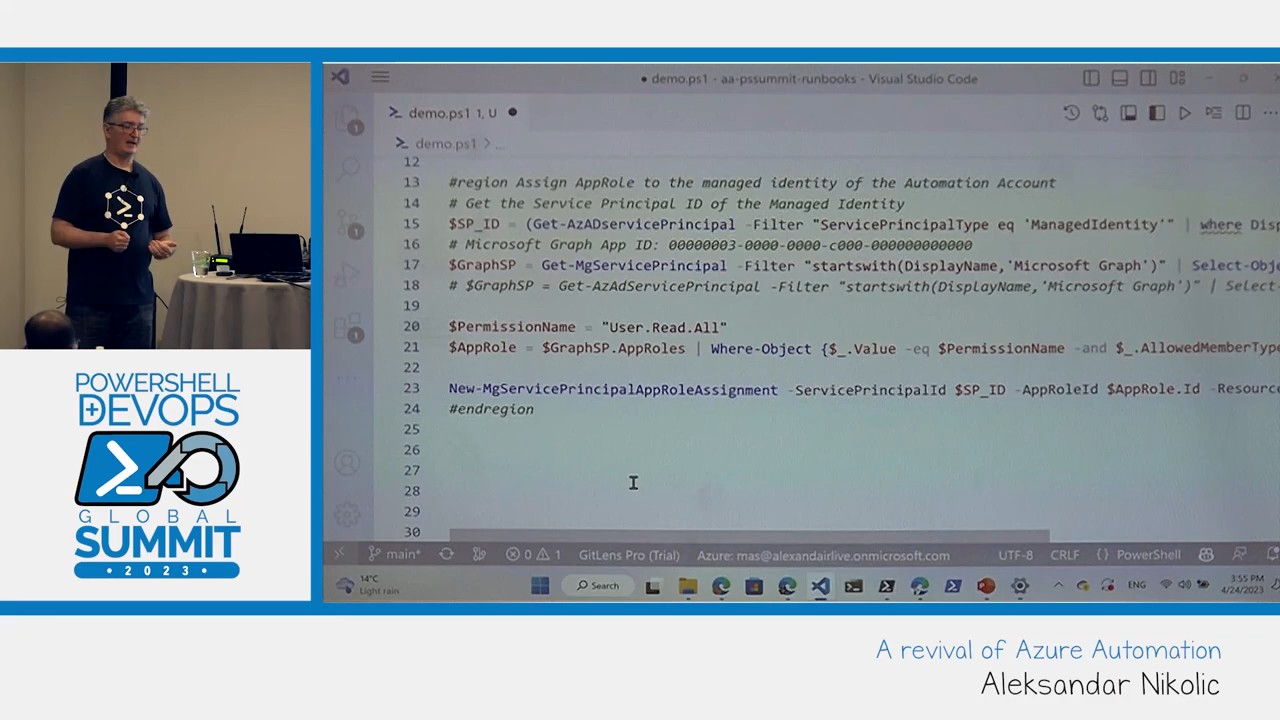 demo.ps1 - aa-pssummit-runbooks - Visual Studio Code
demo.ps1 1, U
demo.ps1 > ...
12
13 #region Assign AppRole to the managed identity of the Automation Account
14 # Get the Service Principal ID of the Managed Identity
15 $SP_ID = (Get-AzADservicePrincipal -Filter "ServicePrincipalType eq 'ManagedIdentity'" | where Disp
16 # Microsoft Graph App ID: 00000003-0000-0000-c000-000000000000
17 $GraphSP = Get-MgServicePrincipal -Filter "startswith(DisplayName,'Microsoft Graph')" | Select-Obje
18 # $GraphSP = Get-AzAdServicePrincipal -Filter "startswith(DisplayName,'Microsoft Graph')" | Select-
19
20 $PermissionName = "User.Read.All"
21 $AppRole = $GraphSP.AppRoles | Where-Object {$_.Value -eq $PermissionName -and $_.AllowedMemberType
22
23 New-MgServicePrincipalAppRoleAssignment -ServicePrincipalId $SP_ID -AppRoleId $AppRole.Id -Resourc
24 #endregion
25
26
27
28
29
30
main* 0 1 GitLens Pro (Trial) Azure: mas@alexandairlive.onmicrosoft.com UTF-8 CRLF {} PowerShell
14°C
Light rain
Search
ENG
3:55 PM
4/24/2023
POWERSHELL
+ DEVOPS
GLOBAL
SUMMIT
• 2023 •
A revival of Azure Automation
Aleksandar Nikolic